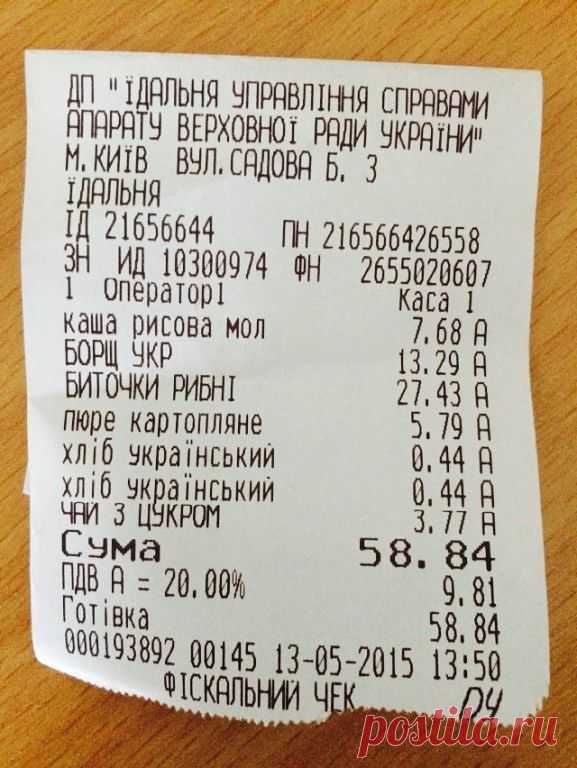 ДП "ЇДАЛЬНЯ УПРАВЛІННЯ СПРАВАМИ
АПАРАТУ ВЕРХОВНОЇ РАДИ УКРАЇНИ"
М.КИЇВ ВУЛ.САДОВА Б. 3
ЇДАЛЬНЯ
ІД 21656644 ПН 216566426558
ЗН ИД 10300974 ФН 2655020607
1 Оператор1 Каса 1
каша рисова мол 7.68 А
БОРЩ УКР 13.29 А
БИТОЧКИ РИБНІ 27.43 А
пюре картопляне 5.79 А
хліб український 0.44 А
хліб український 0.44 А
ЧАЙ З ЦУКРОМ 3.77 А
Сума 58.84
ПДВ А = 20.00% 9.81
Готівка 58.84
000193892 00145 13-05-2015 13:50
ФІСКАЛЬНИЙ ЧЕК
postila.ru